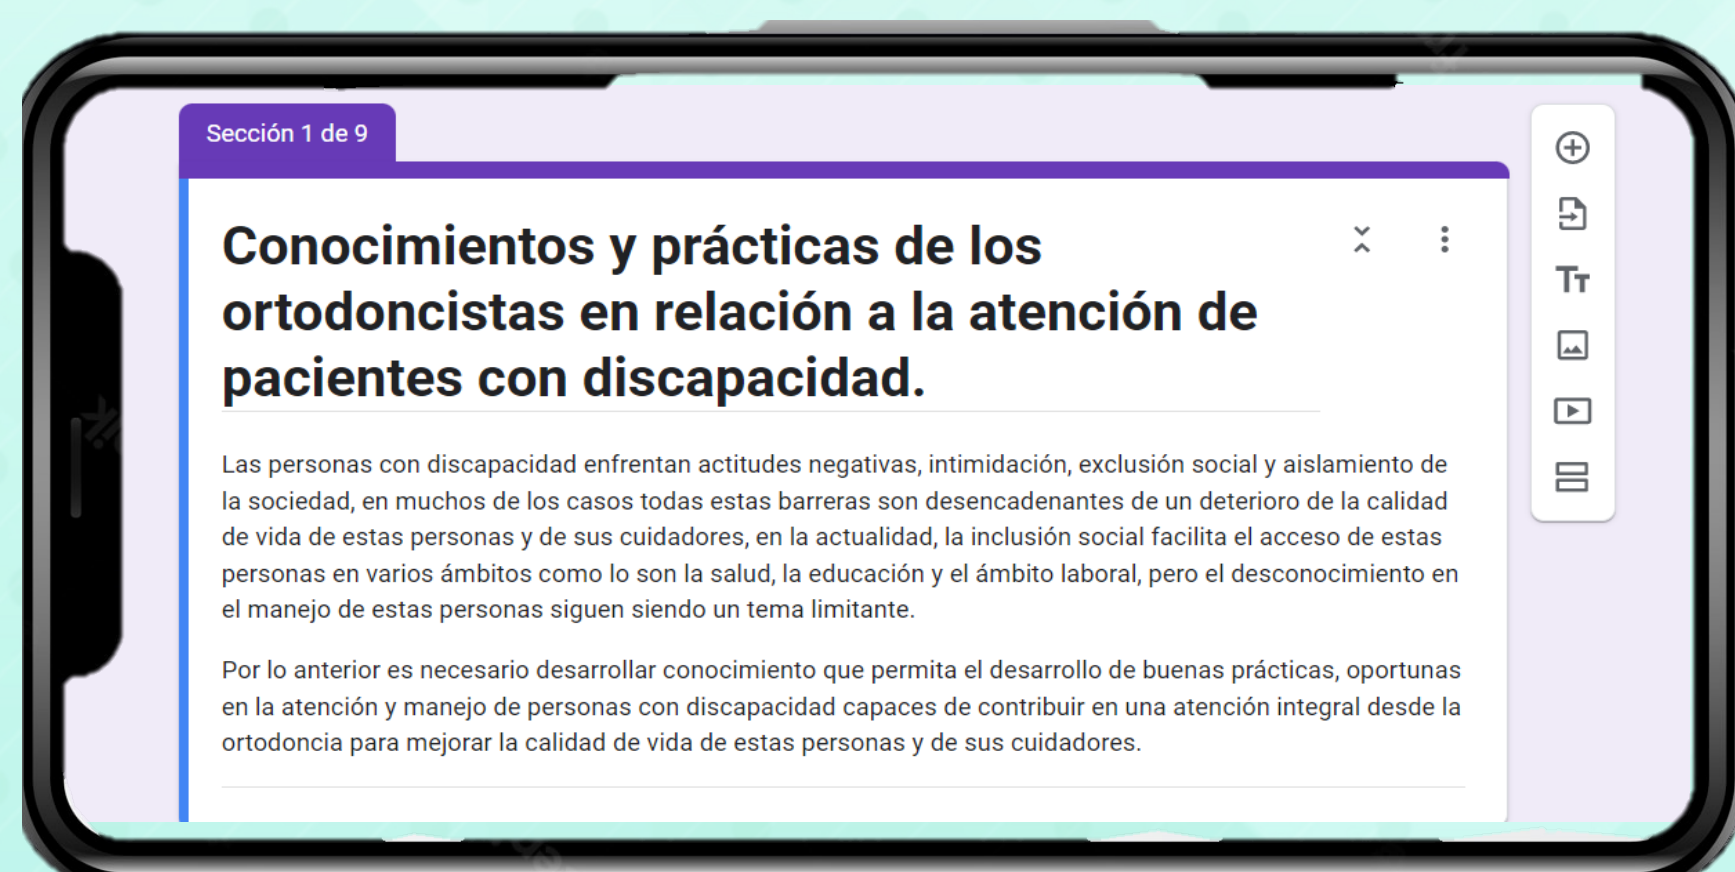 Sección 1 de 9
Conocimientos y prácticas de los
ortodoncistas en relación a la atención de
pacientes con discapacidad.
Tt
Las personas con discapacidad enfrentan actitudes negativas, intimidación, exclusión social y aislamiento de
la sociedad, en muchos de los casos todas estas barreras son desencadenantes de un deterioro de la calidad
de vida de estas personas y de sus cuidadores, en la actualidad, la inclusión social facilita el acceso de estas
personas en varios ámbitos como lo son la salud, la educación y el ámbito laboral, pero el desconocimiento en
el manejo de estas personas siguen siendo un tema limitante.
Por lo anterior es necesario desarrollar conocimiento que permita el desarrollo de buenas prácticas, oportunas
en la atención y manejo de personas con discapacidad capaces de contribuir en una atención integral desde la
ortodoncia para mejorar la calidad de vida de estas personas y de sus cuidadores.